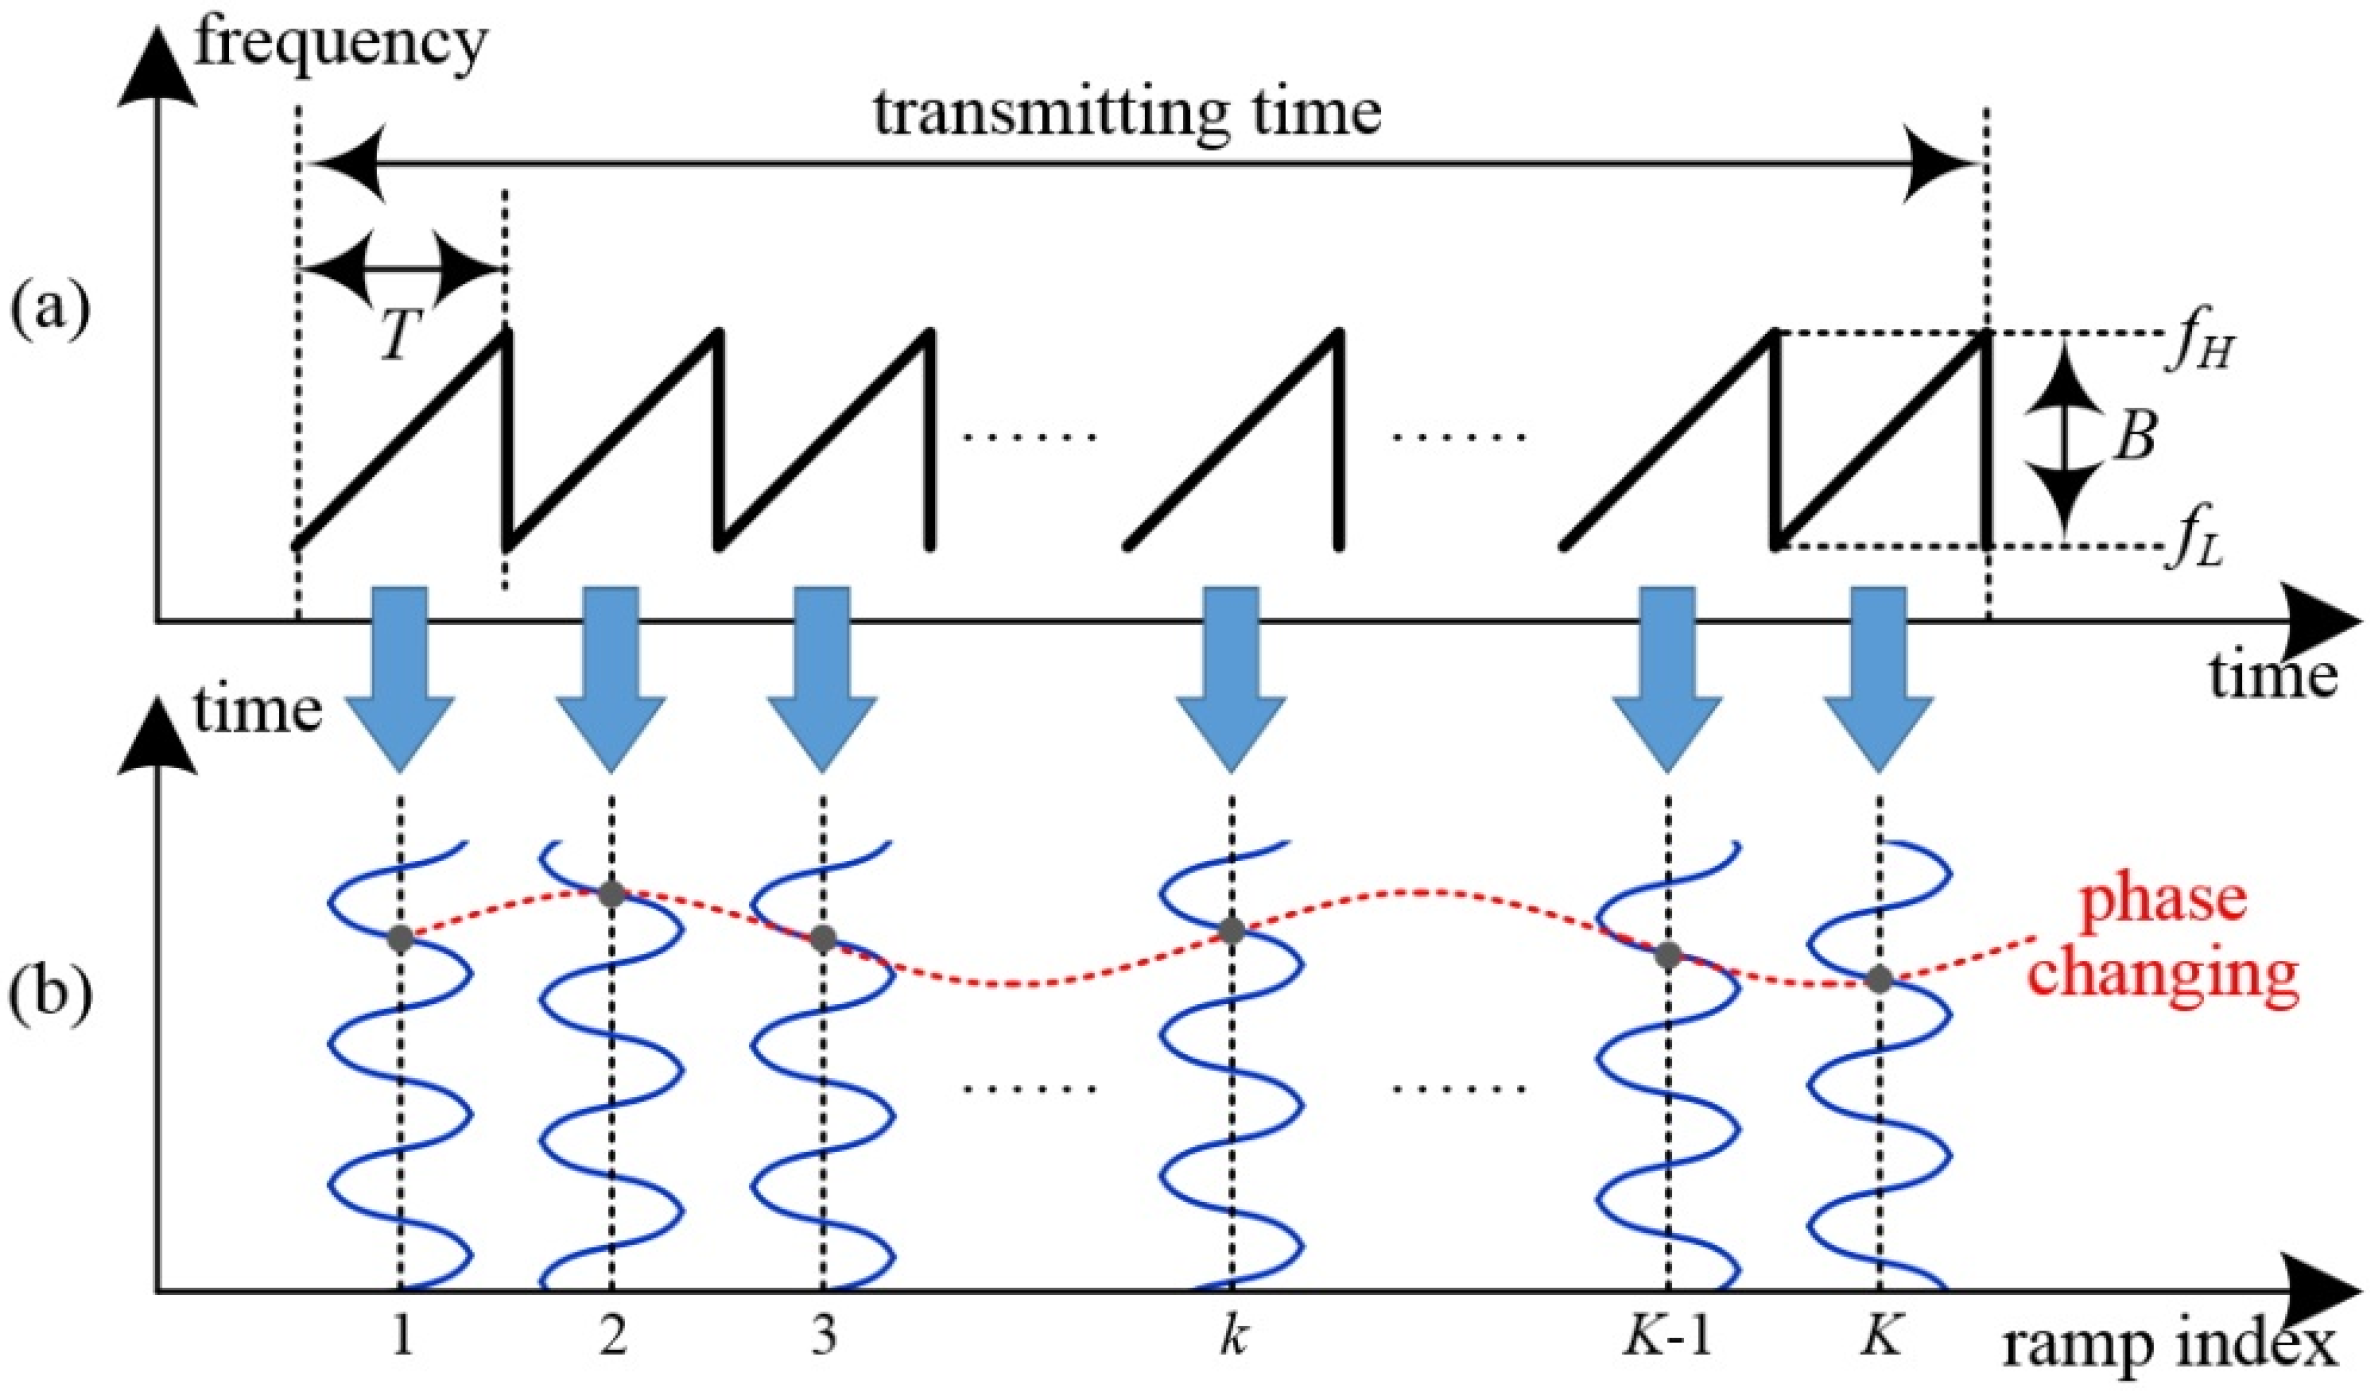 frequency
transmitting time
(a)
T
f_H
B
f_L
......
......
time
time
phase
changing
(b)
......
......
1
2
3
k
K-1
K
ramp index